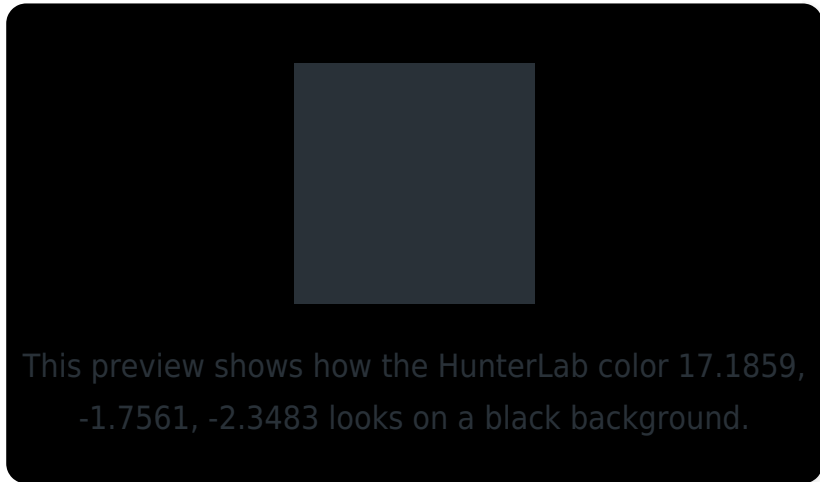 This preview shows how the HunterLab color 17.1859,
-1.7561, -2.3483 looks on a black background.